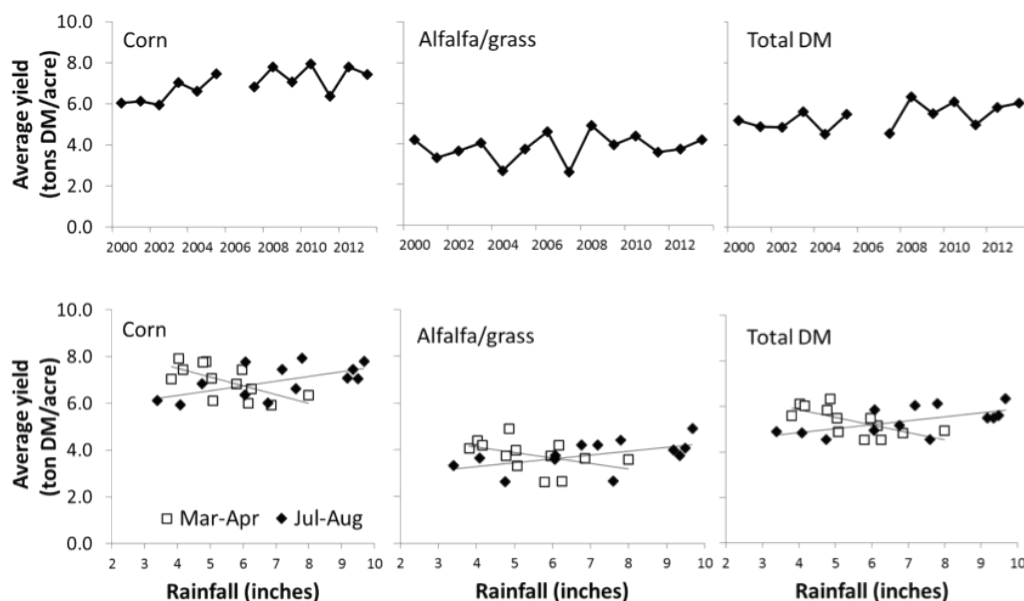 10.0
8.0
6.0
4.0
2.0
0.0
Average yield
(tons DM/acre)
Corn
2000 2002 2004 2006 2008 2010 2012
Alfalfa/grass
2000 2002 2004 2006 2008 2010 2012
Total DM
2000 2002 2004 2006 2008 2010 2012
10.0
8.0
6.0
4.0
2.0
0.0
Average yield
(ton DM/acre)
Corn
Mar-Apr Jul-Aug
2 3 4 5 6 7 8 9 10
Rainfall (inches)
Alfalfa/grass
2 4 6 8 10
Rainfall (inches)
Total DM
2 3 4 5 6 7 8 9 10
Rainfall (inches)